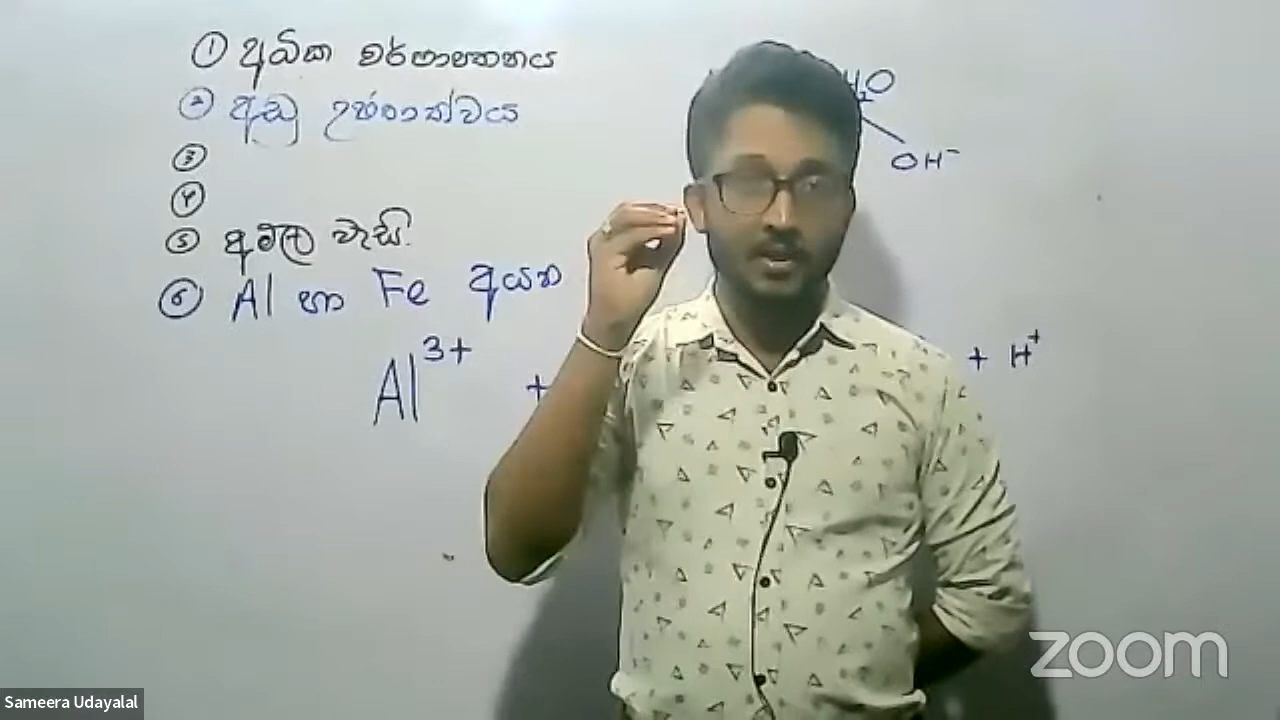 ① අධික වර්ෂාපතනය
② අඩු උෂ්ණත්වය
③
④
⑤ අම්ල වැසි.
⑥ Al හා Fe අයන
H₂O
OH⁻
Al³⁺ + + H⁺
zoom
Sameera Udayalal